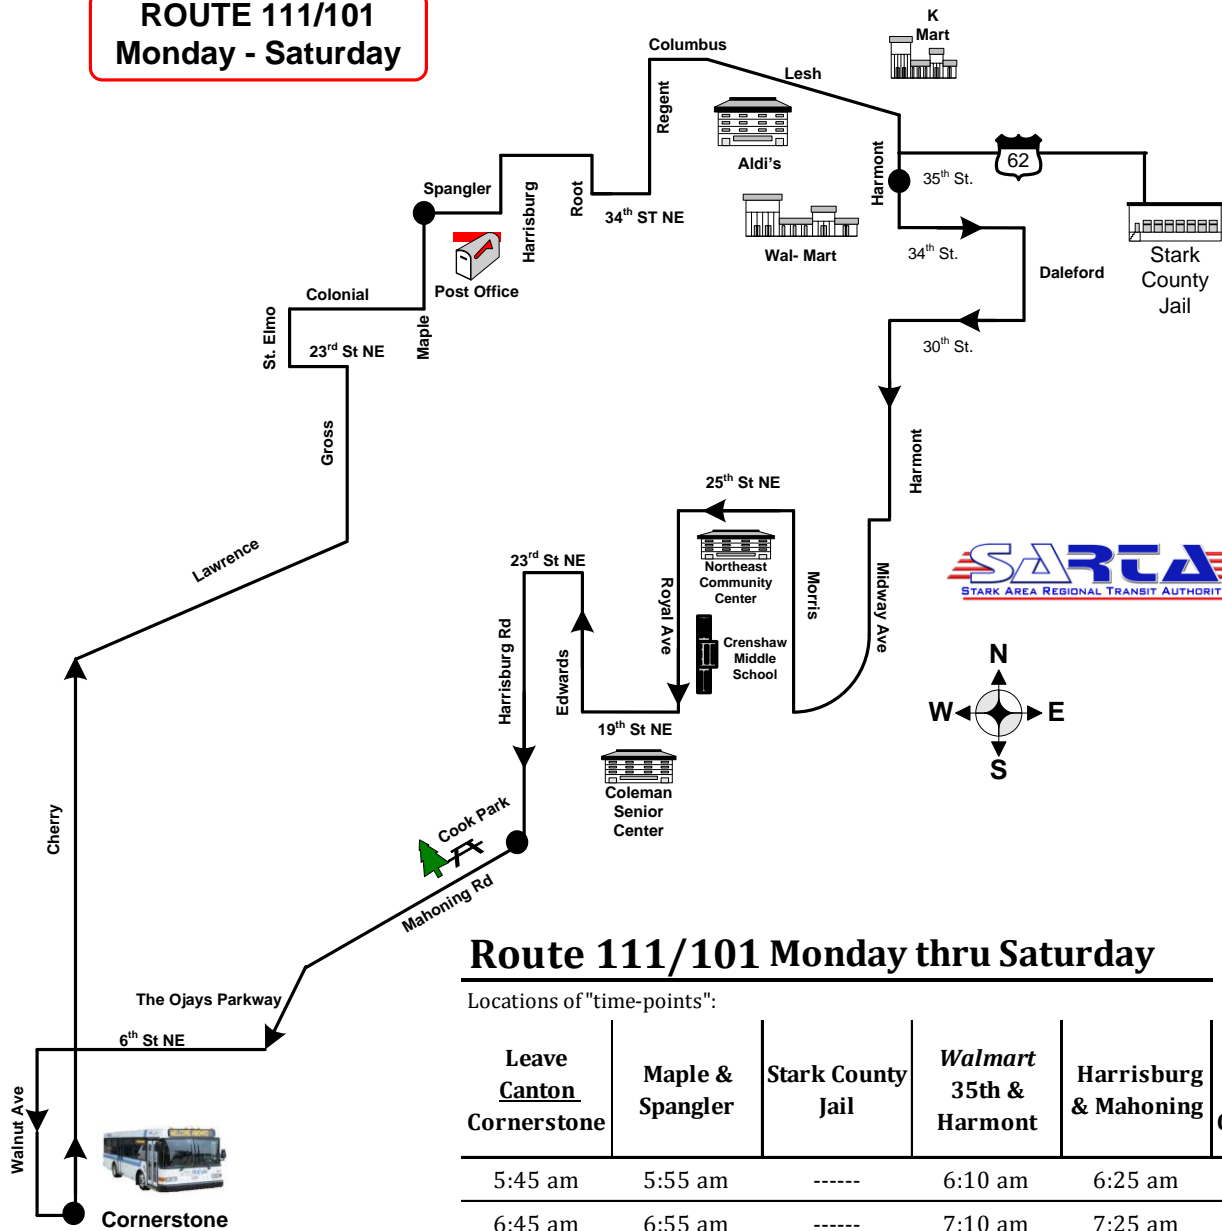 ROUTE 111/101
Monday - Saturday
K
Mart
Columbus
Lesh
Regent
Aldi's
Harmont
62
35th St.
Spangler
Harrisburg
Root
34th ST NE
Wal- Mart
34th St.
Daleford
Stark
County
Jail
Post Office
Colonial
St. Elmo
Maple
23rd St NE
30th St.
Gross
Harmont
25th St NE
Lawrence
23rd St NE
Northeast
Community
Center
Royal Ave
Morris
Midway Ave
SARTA
STARK AREA REGIONAL TRANSIT AUTHORIT
Crenshaw
Middle
School
Harrisburg Rd
Edwards
19th St NE
N
W E
S
Coleman
Senior
Center
Cherry
Cook Park
Mahoning Rd
The Ojays Parkway
6th St NE
Walnut Ave
Cornerstone
Route 111/101 Monday thru Saturday
Locations of "time-points":
Leave Canton Cornerstone | Maple & Spangler | Stark County Jail | Walmart 35th & Harmont | Harrisburg & Mahoning
5:45 am 5:55 am ------ 6:10 am 6:25 am
6:45 am 6:55 am ------ 7:10 am 7:25 am